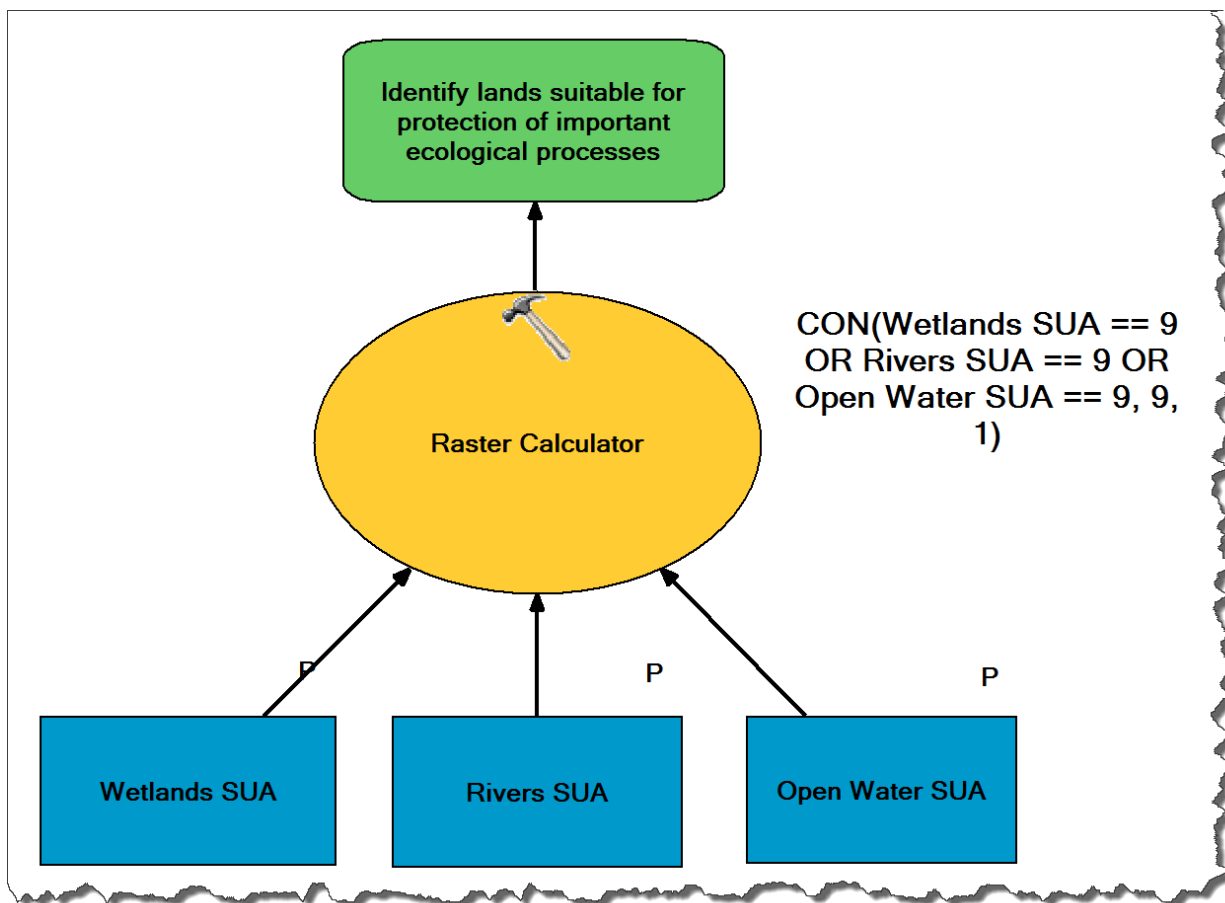 Identify lands suitable for
protection of important
ecological processes
Raster Calculator
CON(Wetlands SUA == 9
OR Rivers SUA == 9 OR
Open Water SUA == 9, 9,
1)
P
P
P
Wetlands SUA
Rivers SUA
Open Water SUA